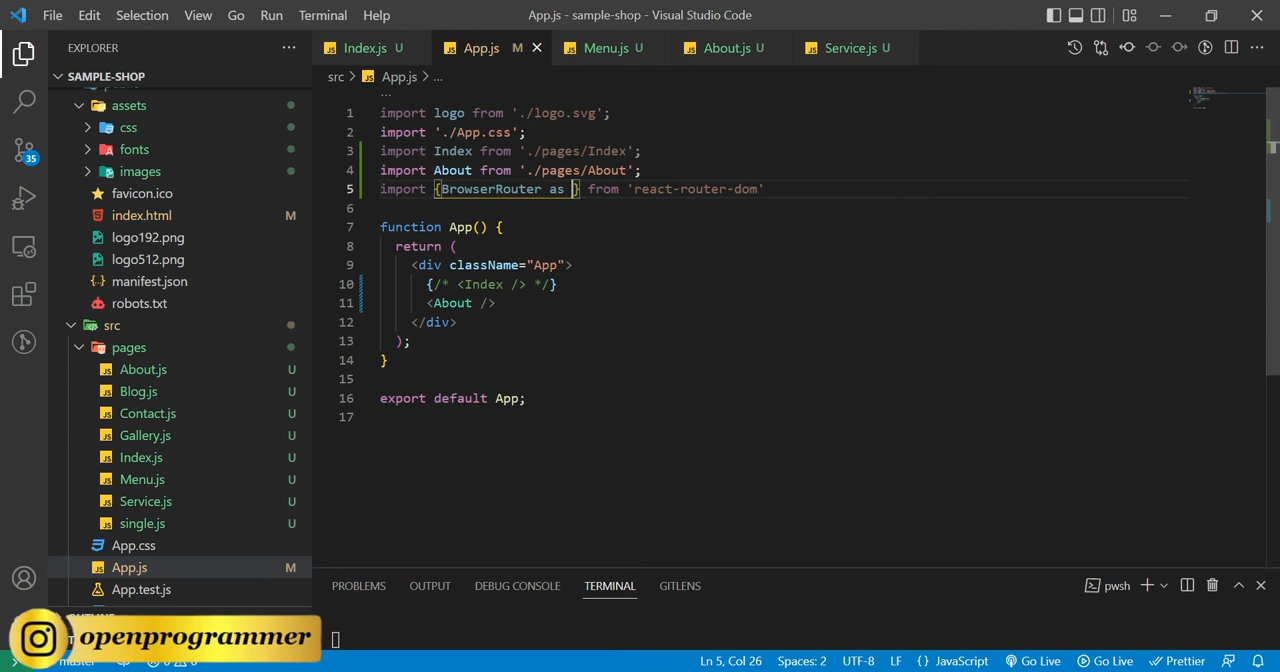 File Edit Selection View Go Run Terminal Help App.js - sample-shop - Visual Studio Code
EXPLORER ...
Index.js U App.js M Menu.js U About.js U Service.js U
SAMPLE-SHOP
src > App.js > ...
assets
css
fonts
images
favicon.ico
index.html M
logo192.png
logo512.png
manifest.json
robots.txt
src
pages
About.js U
Blog.js U
Contact.js U
Gallery.js U
Index.js U
Menu.js U
Service.js U
single.js U
App.css
App.js M
App.test.js
35
1 import logo from './logo.svg';
2 import './App.css';
3 import Index from './pages/Index';
4 import About from './pages/About';
5 import {BrowserRouter as } from 'react-router-dom'
6
7 function App() {
8 return (
9 <div className="App">
10 {/* <Index /> */}
11 <About />
12 </div>
13 );
14 }
15
16 export default App;
17
PROBLEMS OUTPUT DEBUG CONSOLE TERMINAL GITLENS pwsh
openprogrammer
Ln 5, Col 26 Spaces: 2 UTF-8 LF {} JavaScript Go Live Go Live Prettier